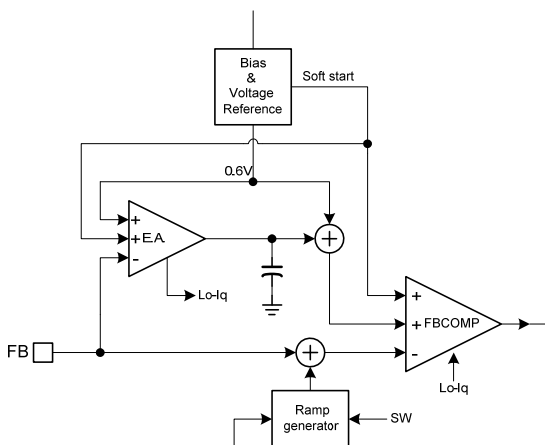 Bias
&
Voltage
Reference
Soft start
0.6V
+
+ E.A.
-
+
Lo-Iq
+
+ FBCOMP
-
FB
+
Lo-Iq
Ramp
generator
SW